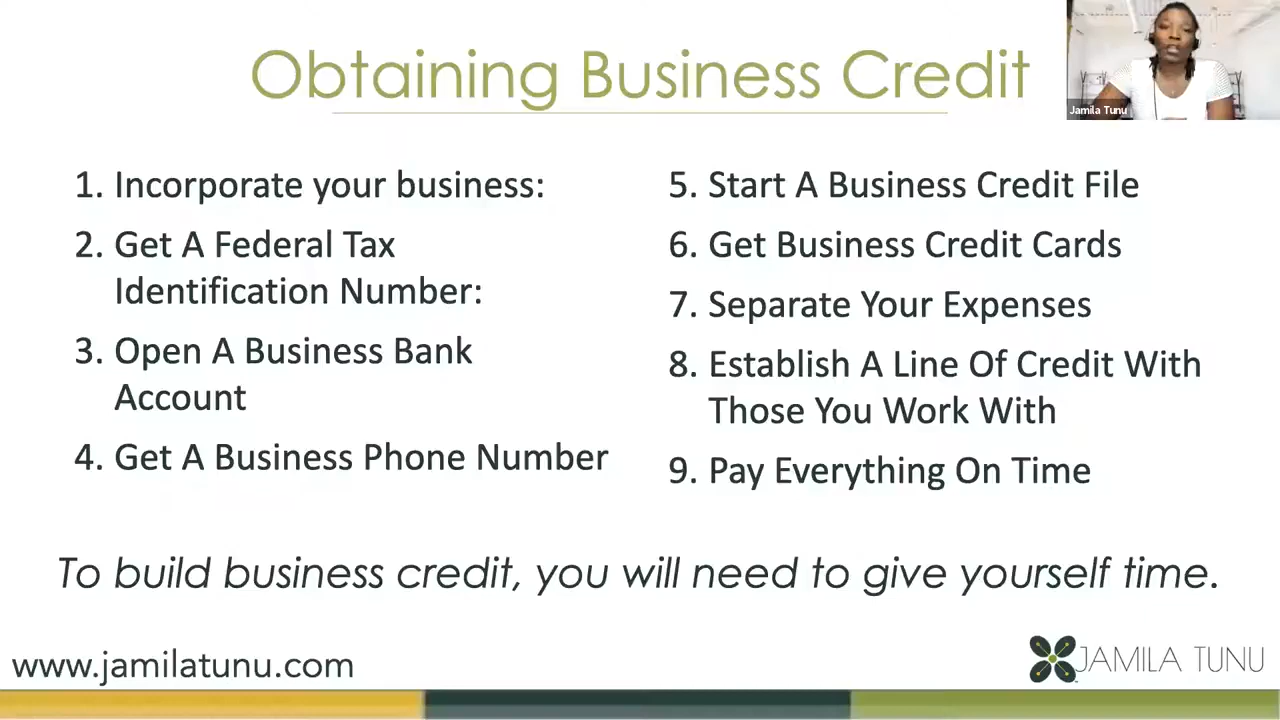 Obtaining Business Credit
Jamila Tunu
1. Incorporate your business:
2. Get A Federal Tax
Identification Number:
3. Open A Business Bank
Account
4. Get A Business Phone Number
5. Start A Business Credit File
6. Get Business Credit Cards
7. Separate Your Expenses
8. Establish A Line Of Credit With
Those You Work With
9. Pay Everything On Time
To build business credit, you will need to give yourself time.
www.jamilatunu.com
JAMILA TUNU